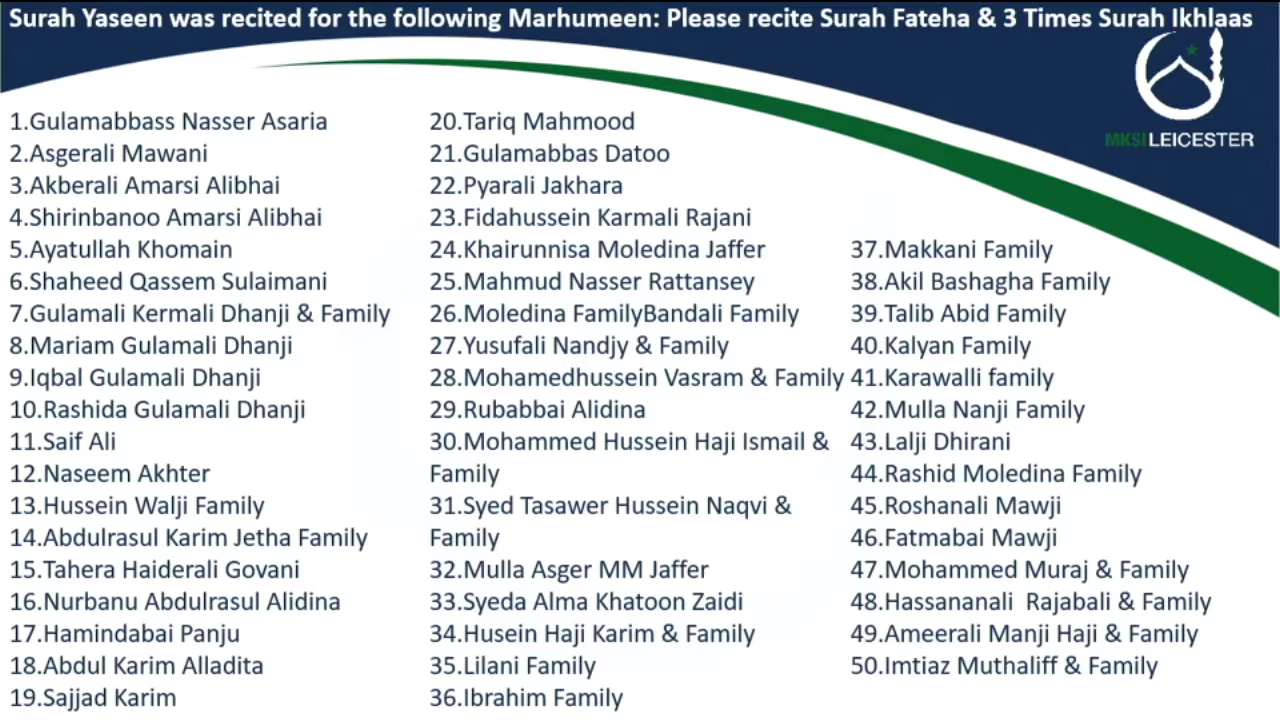 Surah Yaseen was recited for the following Marhumeen: Please recite Surah Fateha & 3 Times Surah Ikhlaas
MKSI LEICESTER
1.Gulamabbass Nasser Asaria
2.Asgerali Mawani
3.Akberali Amarsi Alibhai
4.Shirinbanoo Amarsi Alibhai
5.Ayatullah Khomain
6.Shaheed Qassem Sulaimani
7.Gulamali Kermali Dhanji & Family
8.Mariam Gulamali Dhanji
9.Iqbal Gulamali Dhanji
10.Rashida Gulamali Dhanji
11.Saif Ali
12.Naseem Akhter
13.Hussein Walji Family
14.Abdulrasul Karim Jetha Family
15.Tahera Haiderali Govani
16.Nurbanu Abdulrasul Alidina
17.Hamindabai Panju
18.Abdul Karim Alladita
19.Sajjad Karim
20.Tariq Mahmood
21.Gulamabbas Datoo
22.Pyarali Jakhara
23.Fidahussein Karmali Rajani
24.Khairunnisa Moledina Jaffer
25.Mahmud Nasser Rattansey
26.Moledina FamilyBandali Family
27.Yusufali Nandjy & Family
28.Mohamedhussein Vasram & Family
29.Rubabbai Alidina
30.Mohammed Hussein Haji Ismail &
Family
31.Syed Tasawer Hussein Naqvi &
Family
32.Mulla Asger MM Jaffer
33.Syeda Alma Khatoon Zaidi
34.Husein Haji Karim & Family
35.Lilani Family
36.Ibrahim Family
37.Makkani Family
38.Akil Bashagha Family
39.Talib Abid Family
40.Kalyan Family
41.Karawalli family
42.Mulla Nanji Family
43.Lalji Dhirani
44.Rashid Moledina Family
45.Roshanali Mawji
46.Fatmabai Mawji
47.Mohammed Muraj & Family
48.Hassananali  Rajabali & Family
49.Ameerali Manji Haji & Family
50.Imtiaz Muthaliff & Family